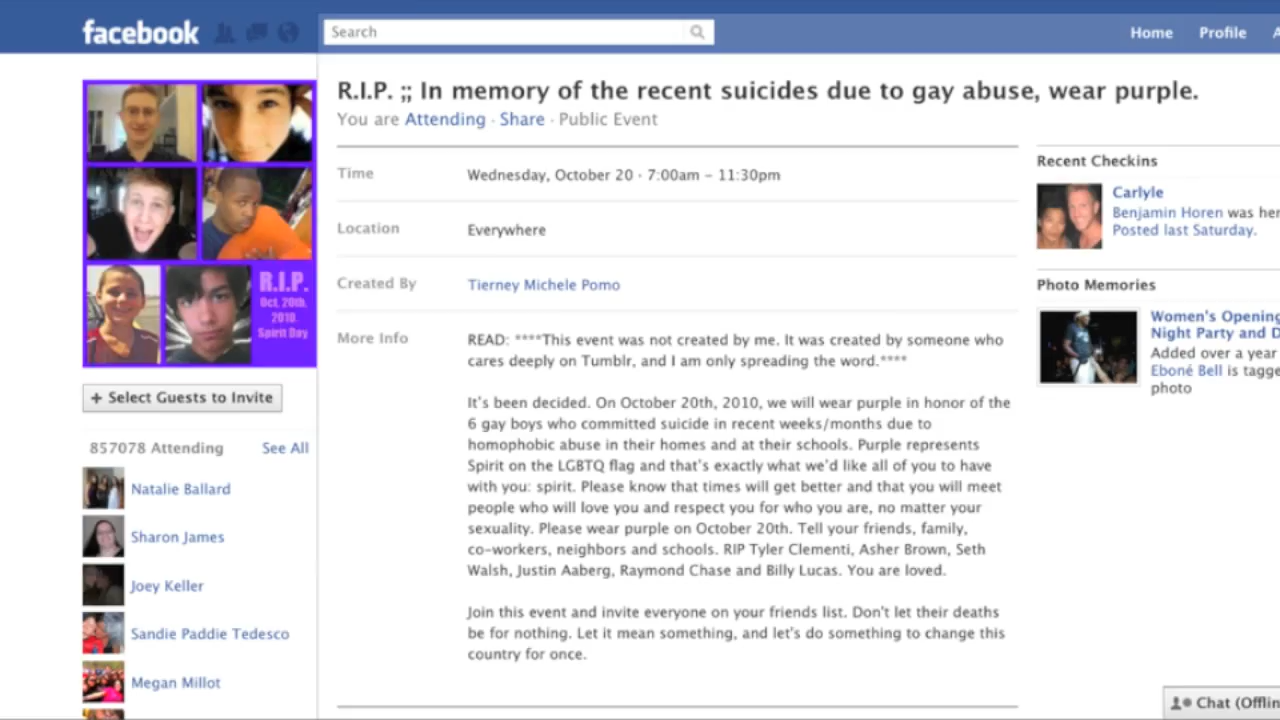 facebook
Search
Home Profile A
R.I.P. ;; In memory of the recent suicides due to gay abuse, wear purple.
You are Attending · Share · Public Event
Time
Wednesday, October 20 · 7:00am - 11:30pm
Location
Everywhere
Created By
Tierney Michele Pomo
More Info
READ: ****This event was not created by me. It was created by someone who
cares deeply on Tumblr, and I am only spreading the word.****
It's been decided. On October 20th, 2010, we will wear purple in honor of the
6 gay boys who committed suicide in recent weeks/months due to
homophobic abuse in their homes and at their schools. Purple represents
Spirit on the LGBTQ flag and that's exactly what we'd like all of you to have
with you: spirit. Please know that times will get better and that you will meet
people who will love you and respect you for who you are, no matter your
sexuality. Please wear purple on October 20th. Tell your friends, family,
co-workers, neighbors and schools. RIP Tyler Clementi, Asher Brown, Seth
Walsh, Justin Aaberg, Raymond Chase and Billy Lucas. You are loved.
Join this event and invite everyone on your friends list. Don't let their deaths
be for nothing. Let it mean something, and let's do something to change this
country for once.
R.I.P.
Oct. 20th,
2010.
Spirit Day
+ Select Guests to Invite
857078 Attending See All
Natalie Ballard
Sharon James
Joey Keller
Sandie Paddie Tedesco
Megan Millot
Recent Checkins
Carlyle
Benjamin Horen was her
Posted last Saturday.
Photo Memories
Women's Opening
Night Party and D
Added over a year
Eboné Bell is tagge
photo
Chat (Offlin